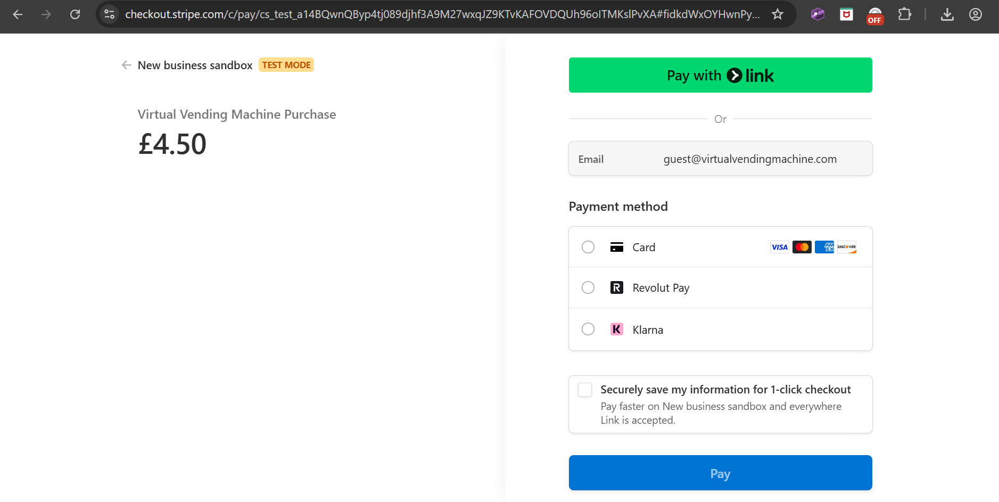 checkout.stripe.com/c/pay/cs_test_a14BQwnQByp4tj089djhf3A9M27wxqJZ9KTvKAFOVDQUh96oITMKslPvXA#fidkdWxOYHwnPy...
OFF
New business sandbox TEST MODE
Virtual Vending Machine Purchase
£4.50
Pay with link
Or
Email guest@virtualvendingmachine.com
Payment method
Card VISA AMEX DISCOVER
Revolut Pay
K Klarna
Securely save my information for 1-click checkout
Pay faster on New business sandbox and everywhere
Link is accepted.
Pay